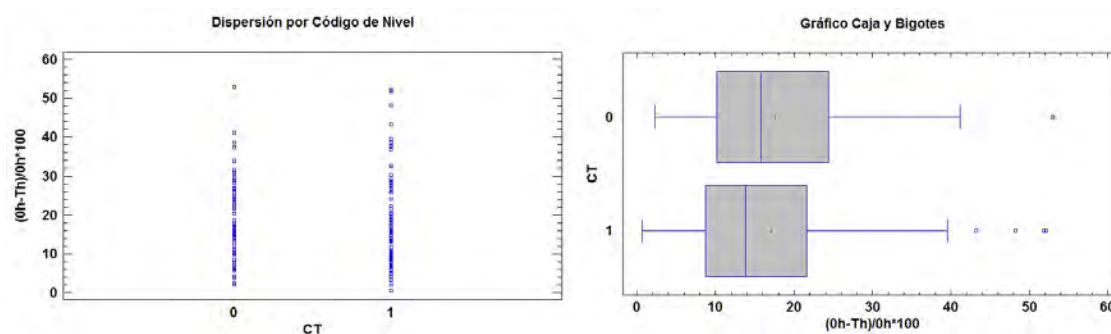 Dispersión por Código de Nivel
(0h-Th)/0h*100
60
50
40
30
20
10
0
0 1
CT
Gráfico Caja y Bigotes
CT
0
1
0 10 20 30 40 50 60
(0h-Th)/0h*100